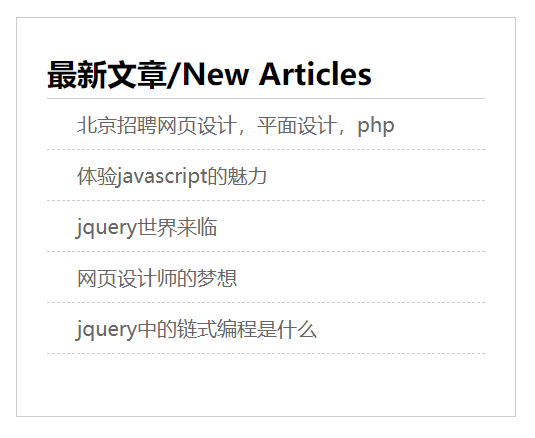 最新文章/New Articles
北京招聘网页设计，平面设计，php
体验javascript的魅力
jquery世界来临
网页设计师的梦想
jquery中的链式编程是什么